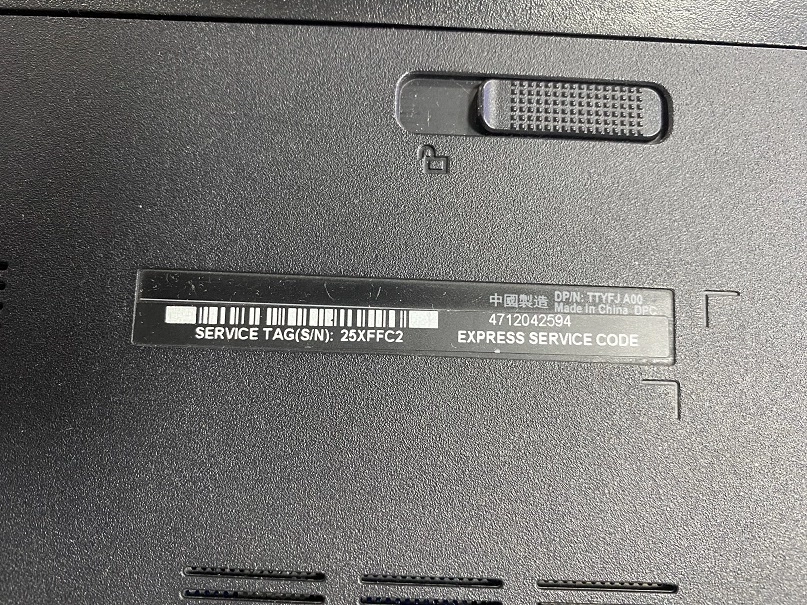 中國製造 DP/N: TTYFJ A00
Made In China DPC
4712042594
SERVICE TAG(S/N): 25XFFC2
EXPRESS SERVICE CODE